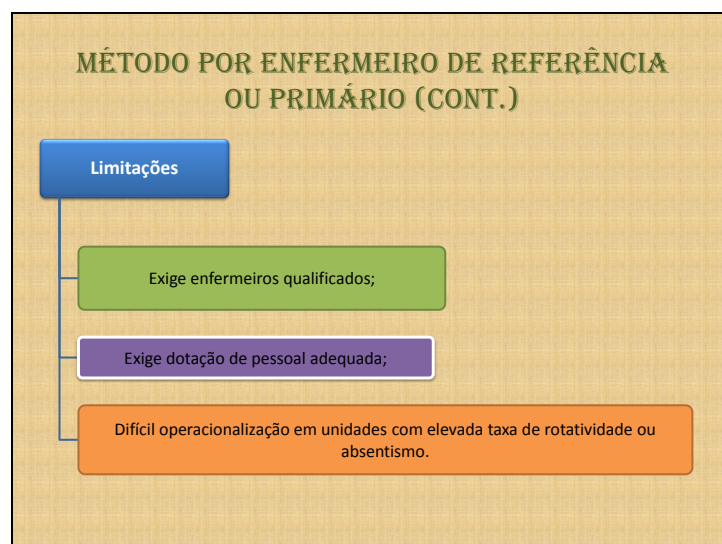 MÉTODO POR ENFERMEIRO DE REFERÊNCIA
OU PRIMÁRIO (CONT.)
Limitações
Exige enfermeiros qualificados;
Exige dotação de pessoal adequada;
Difícil operacionalização em unidades com elevada taxa de rotatividade ou
absentismo.